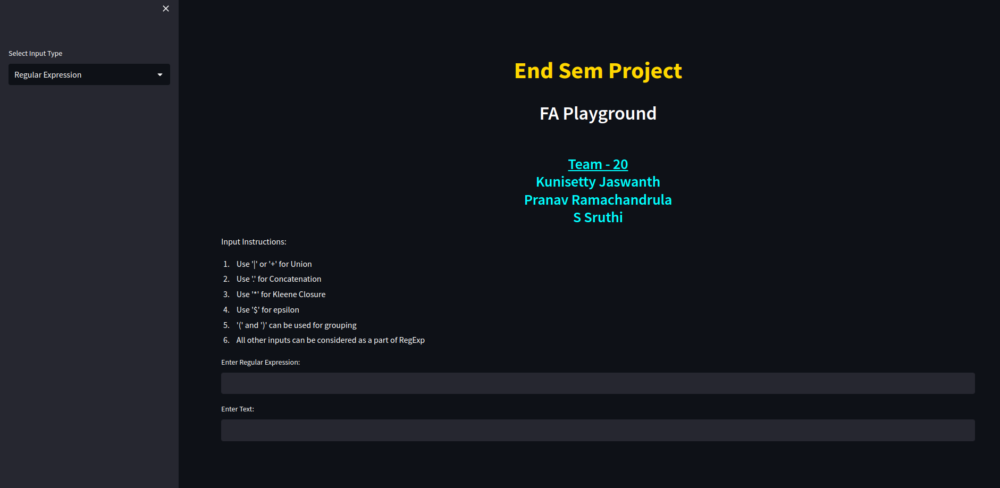 Select Input Type
Regular Expression
End Sem Project
FA Playground
Team - 20
Kunisetty Jaswanth
Pranav Ramachandrula
S Sruthi
Input Instructions:
1. Use '|' or '+' for Union
2. Use '.' for Concatenation
3. Use '*' for Kleene Closure
4. Use '$' for epsilon
5. '(' and ')' can be used for grouping
6. All other inputs can be considered as a part of RegExp
Enter Regular Expression:
Enter Text: